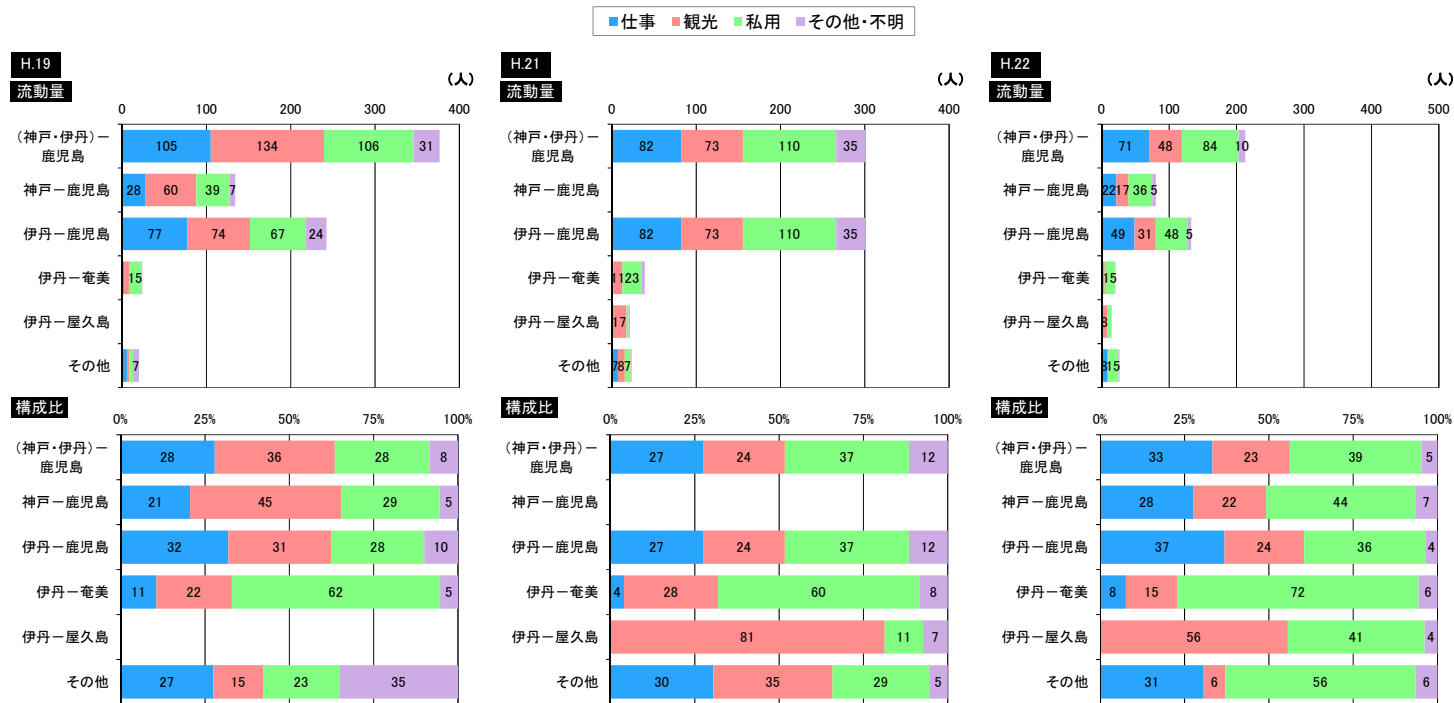 仕事 観光 私用 その他・不明
H.19
流動量
(人)
0 100 200 300 400
(神戸・伊丹)ー
鹿児島
105 134 106 31
神戸ー鹿児島
28 60 39 7
伊丹ー鹿児島
77 74 67 24
伊丹ー奄美
15
伊丹ー屋久島
その他
7
構成比
0% 25% 50% 75% 100%
(神戸・伊丹)ー
鹿児島
28 36 28 8
神戸ー鹿児島
21 45 29 5
伊丹ー鹿児島
32 31 28 10
伊丹ー奄美
11 22 62 5
伊丹ー屋久島
その他
27 15 23 35
H.21
流動量
(人)
0 100 200 300 400
(神戸・伊丹)ー
鹿児島
82 73 110 35
神戸ー鹿児島
伊丹ー鹿児島
82 73 110 35
伊丹ー奄美
11 23
伊丹ー屋久島
17
その他
7 8 7
構成比
0% 25% 50% 75% 100%
(神戸・伊丹)ー
鹿児島
27 24 37 12
神戸ー鹿児島
伊丹ー鹿児島
27 24 37 12
伊丹ー奄美
4 28 60 8
伊丹ー屋久島
81 11 7
その他
30 35 29 5
H.22
流動量
(人)
0 100 200 300 400 500
(神戸・伊丹)ー
鹿児島
71 48 84 10
神戸ー鹿児島
22 17 36 5
伊丹ー鹿児島
49 31 48 5
伊丹ー奄美
15
伊丹ー屋久島
8
その他
8 15
構成比
0% 25% 50% 75% 100%
(神戸・伊丹)ー
鹿児島
33 23 39 5
神戸ー鹿児島
28 22 44 7
伊丹ー鹿児島
37 24 36 4
伊丹ー奄美
8 15 72 6
伊丹ー屋久島
56 41 4
その他
31 6 56 6